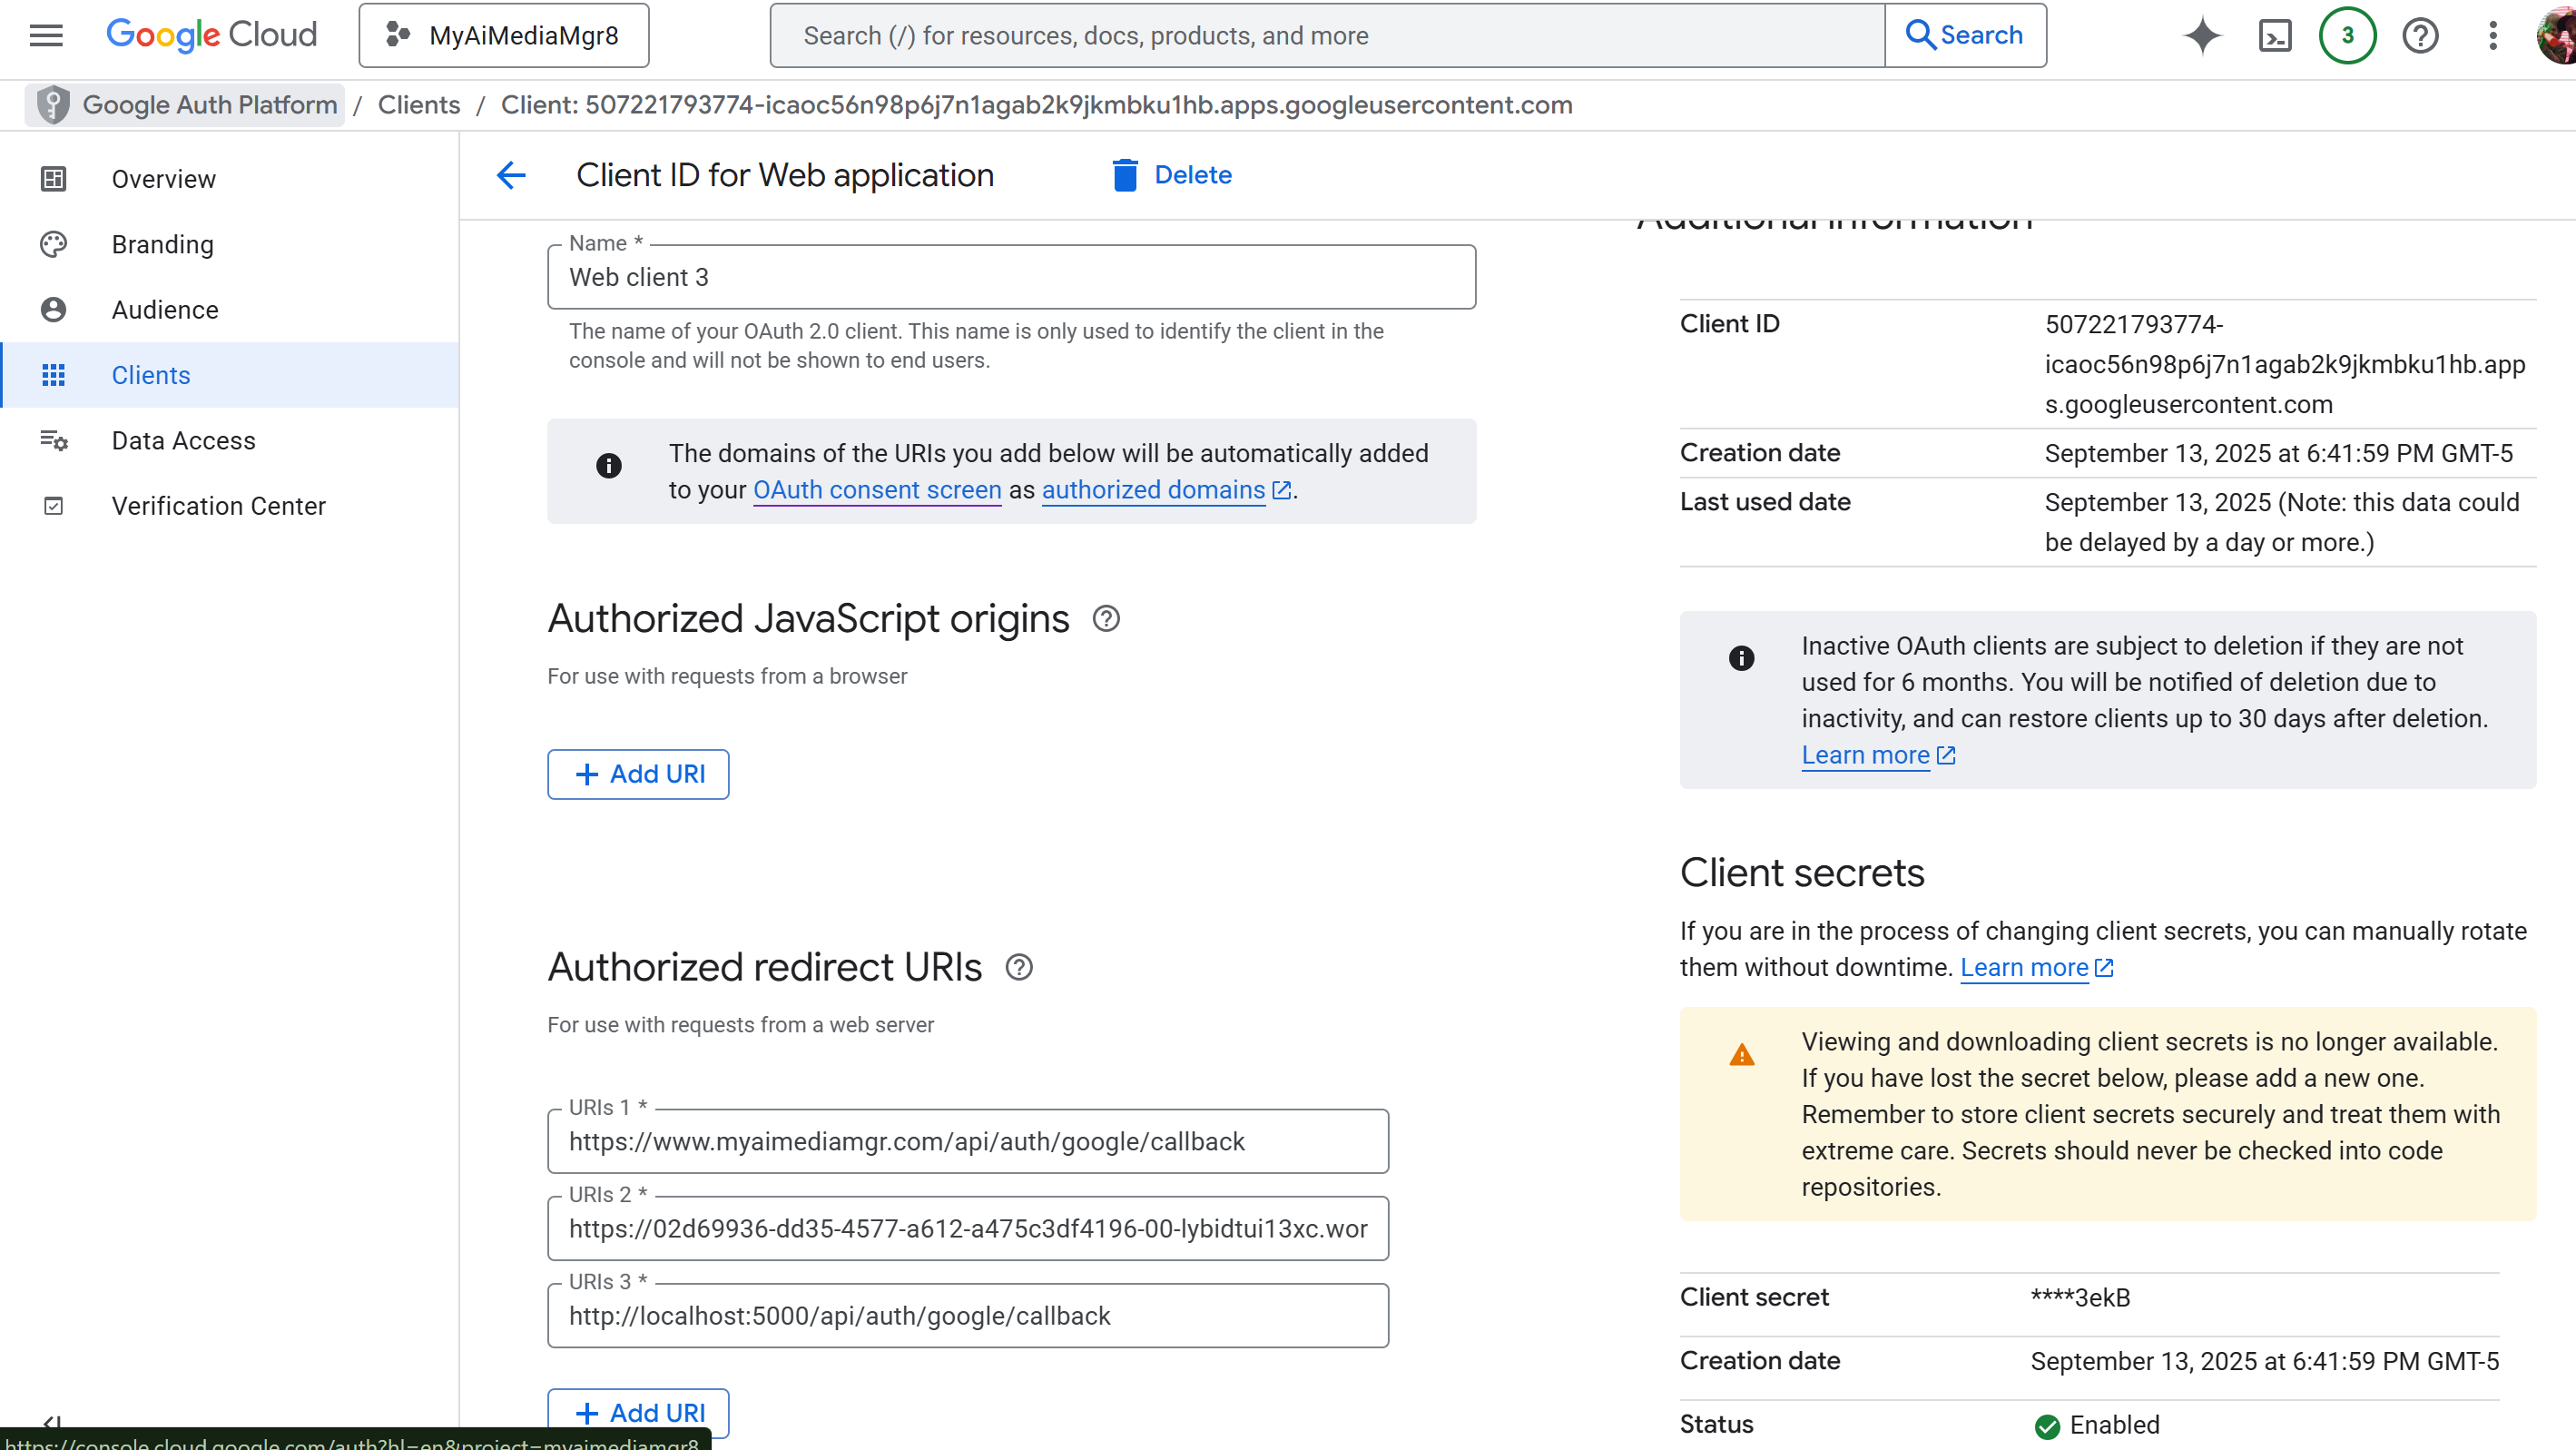 Google Cloud
MyAiMediaMgr8
Search (/) for resources, docs, products, and more
Search
3
Google Auth Platform / Clients / Client: 507221793774-icaoc56n98p6j7n1agab2k9jkmbku1hb.apps.googleusercontent.com
Overview
Branding
Audience
Clients
Data Access
Verification Center
Client ID for Web application
Delete
Name *
Web client 3
The name of your OAuth 2.0 client. This name is only used to identify the client in the
console and will not be shown to end users.
The domains of the URIs you add below will be automatically added
to your OAuth consent screen as authorized domains.
Authorized JavaScript origins
For use with requests from a browser
Add URI
Authorized redirect URIs
For use with requests from a web server
URIs 1 *
https://www.myaimediamgr.com/api/auth/google/callback
URIs 2 *
https://02d69936-dd35-4577-a612-a475c3df4196-00-lybidtui13xc.wor
URIs 3 *
http://localhost:5000/api/auth/google/callback
Add URI
Additional information
Client ID
507221793774-
icaoc56n98p6j7n1agab2k9jkmbku1hb.app
s.googleusercontent.com
Creation date
September 13, 2025 at 6:41:59 PM GMT-5
Last used date
September 13, 2025 (Note: this data could
be delayed by a day or more.)
Inactive OAuth clients are subject to deletion if they are not
used for 6 months. You will be notified of deletion due to
inactivity, and can restore clients up to 30 days after deletion.
Learn more
Client secrets
If you are in the process of changing client secrets, you can manually rotate
them without downtime. Learn more
Viewing and downloading client secrets is no longer available.
If you have lost the secret below, please add a new one.
Remember to store client secrets securely and treat them with
extreme care. Secrets should never be checked into code
repositories.
Client secret
****3ekB
Creation date
September 13, 2025 at 6:41:59 PM GMT-5
Status
Enabled
https://console.cloud.google.com/auth?hl=en&project=myaimediamgr8